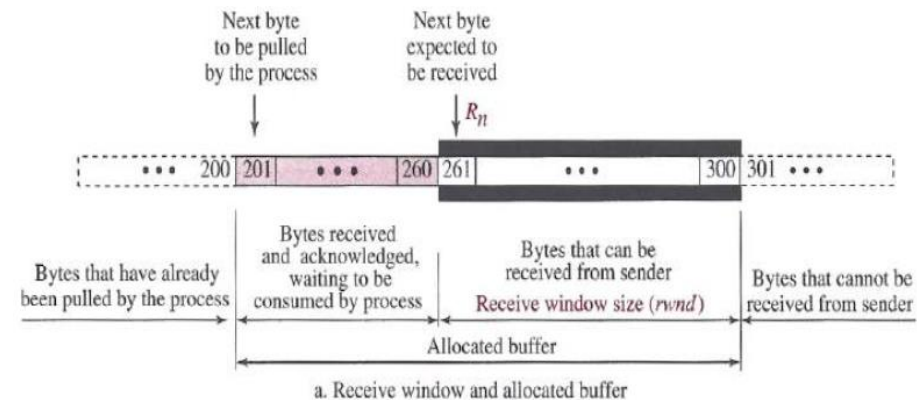 Next byte
to be pulled
by the process
Next byte
expected to
be received
Rn
••• 200 201 ••• 260 261 ••• 300 301 •••
Bytes that have already
been pulled by the process
Bytes received
and acknowledged,
waiting to be
consumed by process
Bytes that can be
received from sender
Receive window size (rwnd)
Bytes that cannot be
received from sender
Allocated buffer
a. Receive window and allocated buffer